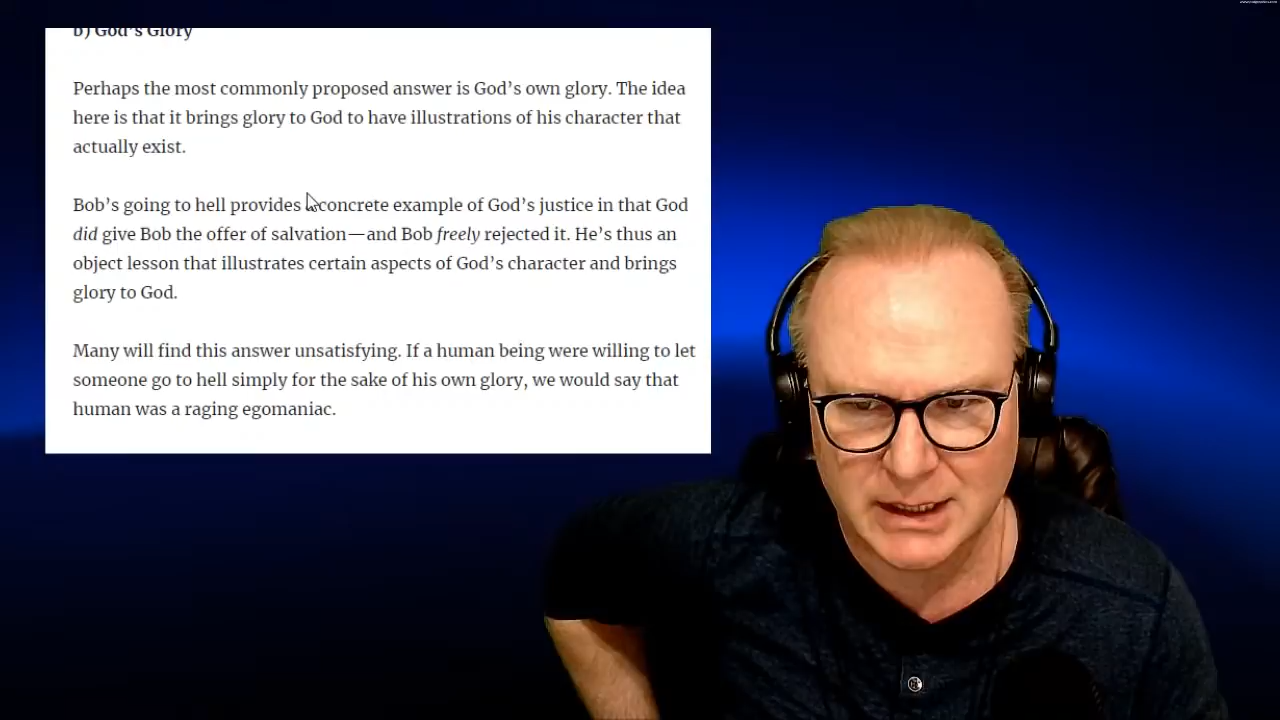 b) God's Glory
Perhaps the most commonly proposed answer is God's own glory. The idea
here is that it brings glory to God to have illustrations of his character that
actually exist.
Bob's going to hell provides concrete example of God's justice in that God
did give Bob the offer of salvation—and Bob freely rejected it. He's thus an
object lesson that illustrates certain aspects of God's character and brings
glory to God.
Many will find this answer unsatisfying. If a human being were willing to let
someone go to hell simply for the sake of his own glory, we would say that
human was a raging egomaniac.